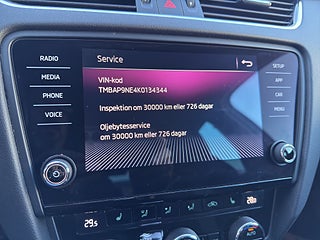 RADIO
MEDIA
PHONE
VOICE
Service
VIN-kod
TMBAP9NE4K0134344
Inspektion om 30000 km eller 726 dagar
Oljebytesservice
om 30000 km eller 726 dagar
SETUP
APP
CAR
MENU
29.5